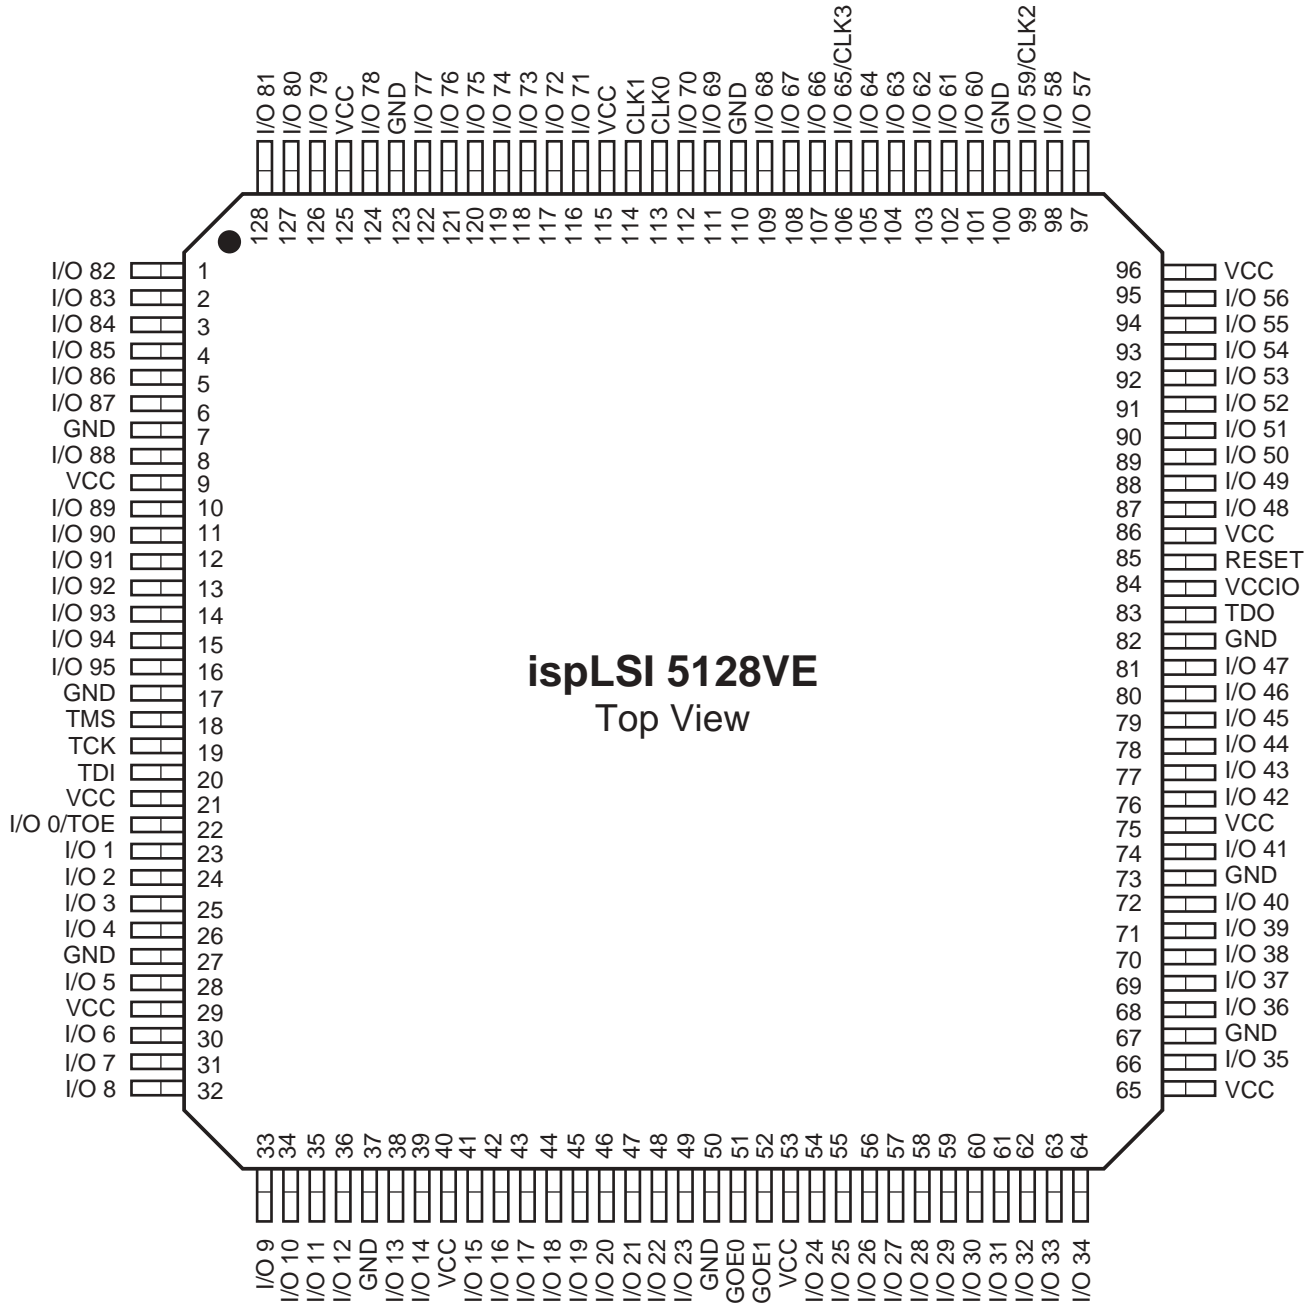 I/O 81
I/O 80
I/O 79
VCC
I/O 78
GND
I/O 77
I/O 76
I/O 75
I/O 74
I/O 73
I/O 72
I/O 71
VCC
CLK1
CLK0
I/O 70
I/O 69
GND
I/O 68
I/O 67
I/O 66
I/O 65/CLK3
I/O 64
I/O 63
I/O 62
I/O 61
I/O 60
GND
I/O 59/CLK2
I/O 58
I/O 57
128
127
126
125
124
123
122
121
120
119
118
117
116
115
114
113
112
111
110
109
108
107
106
105
104
103
102
101
100
99
98
97
I/O 82 1
I/O 83 2
I/O 84 3
I/O 85 4
I/O 86 5
I/O 87 6
GND 7
I/O 88 8
VCC 9
I/O 89 10
I/O 90 11
I/O 91 12
I/O 92 13
I/O 93 14
I/O 94 15
I/O 95 16
GND 17
TMS 18
TCK 19
TDI 20
VCC 21
I/O 0/TOE 22
I/O 1 23
I/O 2 24
I/O 3 25
I/O 4 26
GND 27
I/O 5 28
VCC 29
I/O 6 30
I/O 7 31
I/O 8 32
ispLSI 5128VE
Top View
96 VCC
95 I/O 56
94 I/O 55
93 I/O 54
92 I/O 53
91 I/O 52
90 I/O 51
89 I/O 50
88 I/O 49
87 I/O 48
86 VCC
85 RESET
84 VCCIO
83 TDO
82 GND
81 I/O 47
80 I/O 46
79 I/O 45
78 I/O 44
77 I/O 43
76 I/O 42
75 VCC
74 I/O 41
73 GND
72 I/O 40
71 I/O 39
70 I/O 38
69 I/O 37
68 I/O 36
67 GND
66 I/O 35
65 VCC
33
34
35
36
37
38
39
40
41
42
43
44
45
46
47
48
49
50
51
52
53
54
55
56
57
58
59
60
61
62
63
64
I/O 9
I/O 10
I/O 11
I/O 12
GND
I/O 13
I/O 14
VCC
I/O 15
I/O 16
I/O 17
I/O 18
I/O 19
I/O 20
I/O 21
I/O 22
I/O 23
GND
GOE0
GOE1
VCC
I/O 24
I/O 25
I/O 26
I/O 27
I/O 28
I/O 29
I/O 30
I/O 31
I/O 32
I/O 33
I/O 34